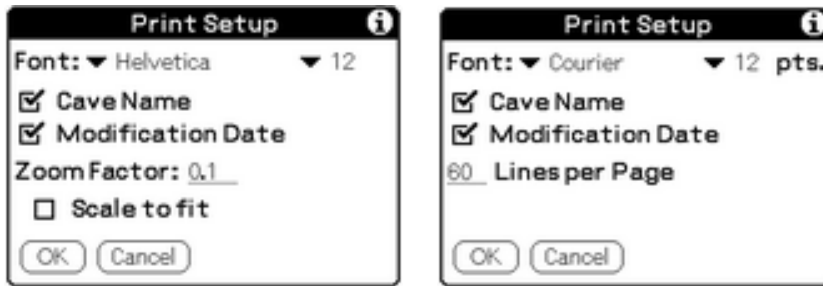 Print Setup
Font: Helvetica 12
Cave Name
Modification Date
Zoom Factor: 0.1
Scale to fit
OK Cancel
Print Setup
Font: Courier 12 pts.
Cave Name
Modification Date
60 Lines per Page
OK Cancel